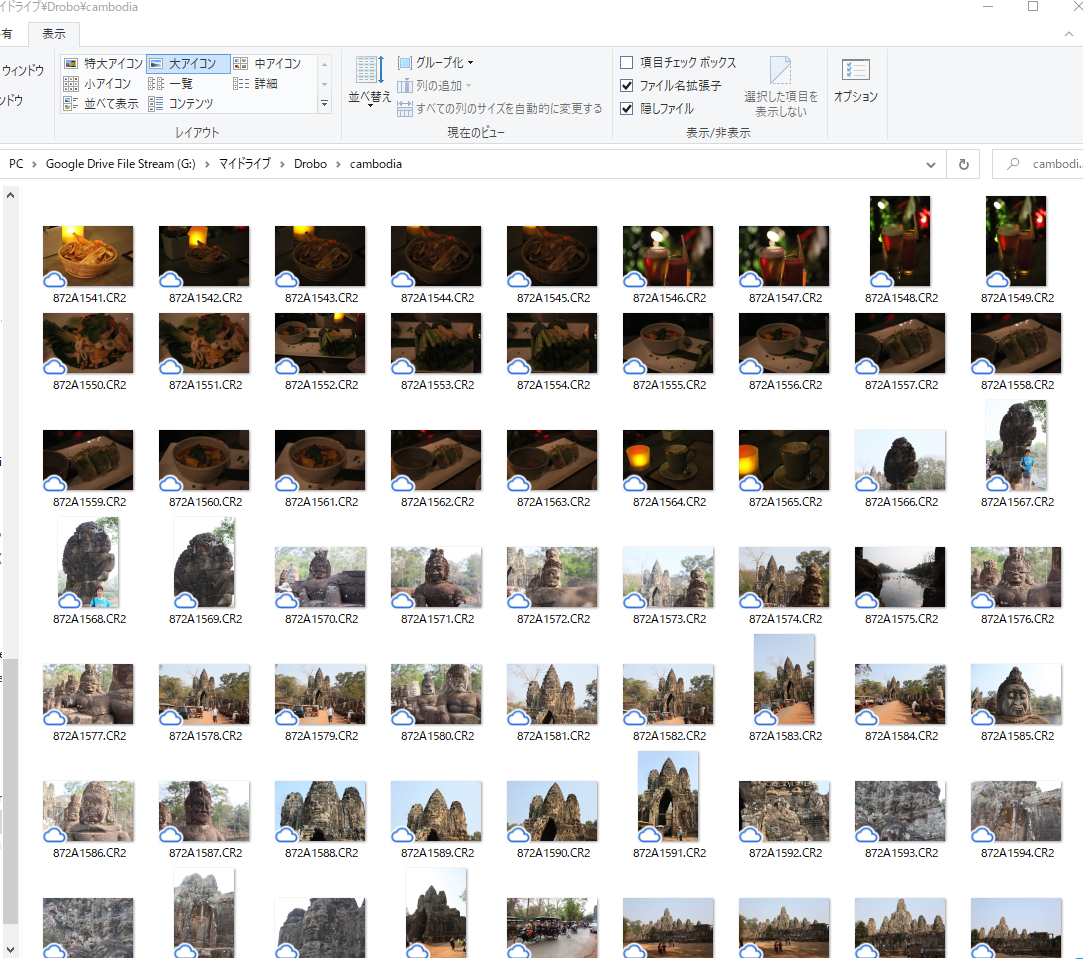 イドライブ¥Drobo¥cambodia
有 表示
ウィンドウ
ンドウ
特大アイコン 大アイコン 中アイコン
小アイコン 一覧 詳細
並べて表示 コンテンツ
レイアウト
並べ替え
グループ化
列の追加
すべての列のサイズを自動的に変更する
現在のビュー
項目チェック ボックス
ファイル名拡張子
隠しファイル
選択した項目を
表示しない
表示/非表示
オプション
PC › Google Drive File Stream (G:) › マイドライブ › Drobo › cambodia
cambodi...
872A1541.CR2 872A1542.CR2 872A1543.CR2 872A1544.CR2 872A1545.CR2 872A1546.CR2 872A1547.CR2 872A1548.CR2 872A1549.CR2
872A1550.CR2 872A1551.CR2 872A1552.CR2 872A1553.CR2 872A1554.CR2 872A1555.CR2 872A1556.CR2 872A1557.CR2 872A1558.CR2
872A1559.CR2 872A1560.CR2 872A1561.CR2 872A1562.CR2 872A1563.CR2 872A1564.CR2 872A1565.CR2 872A1566.CR2 872A1567.CR2
872A1568.CR2 872A1569.CR2 872A1570.CR2 872A1571.CR2 872A1572.CR2 872A1573.CR2 872A1574.CR2 872A1575.CR2 872A1576.CR2
872A1577.CR2 872A1578.CR2 872A1579.CR2 872A1580.CR2 872A1581.CR2 872A1582.CR2 872A1583.CR2 872A1584.CR2 872A1585.CR2
872A1586.CR2 872A1587.CR2 872A1588.CR2 872A1589.CR2 872A1590.CR2 872A1591.CR2 872A1592.CR2 872A1593.CR2 872A1594.CR2